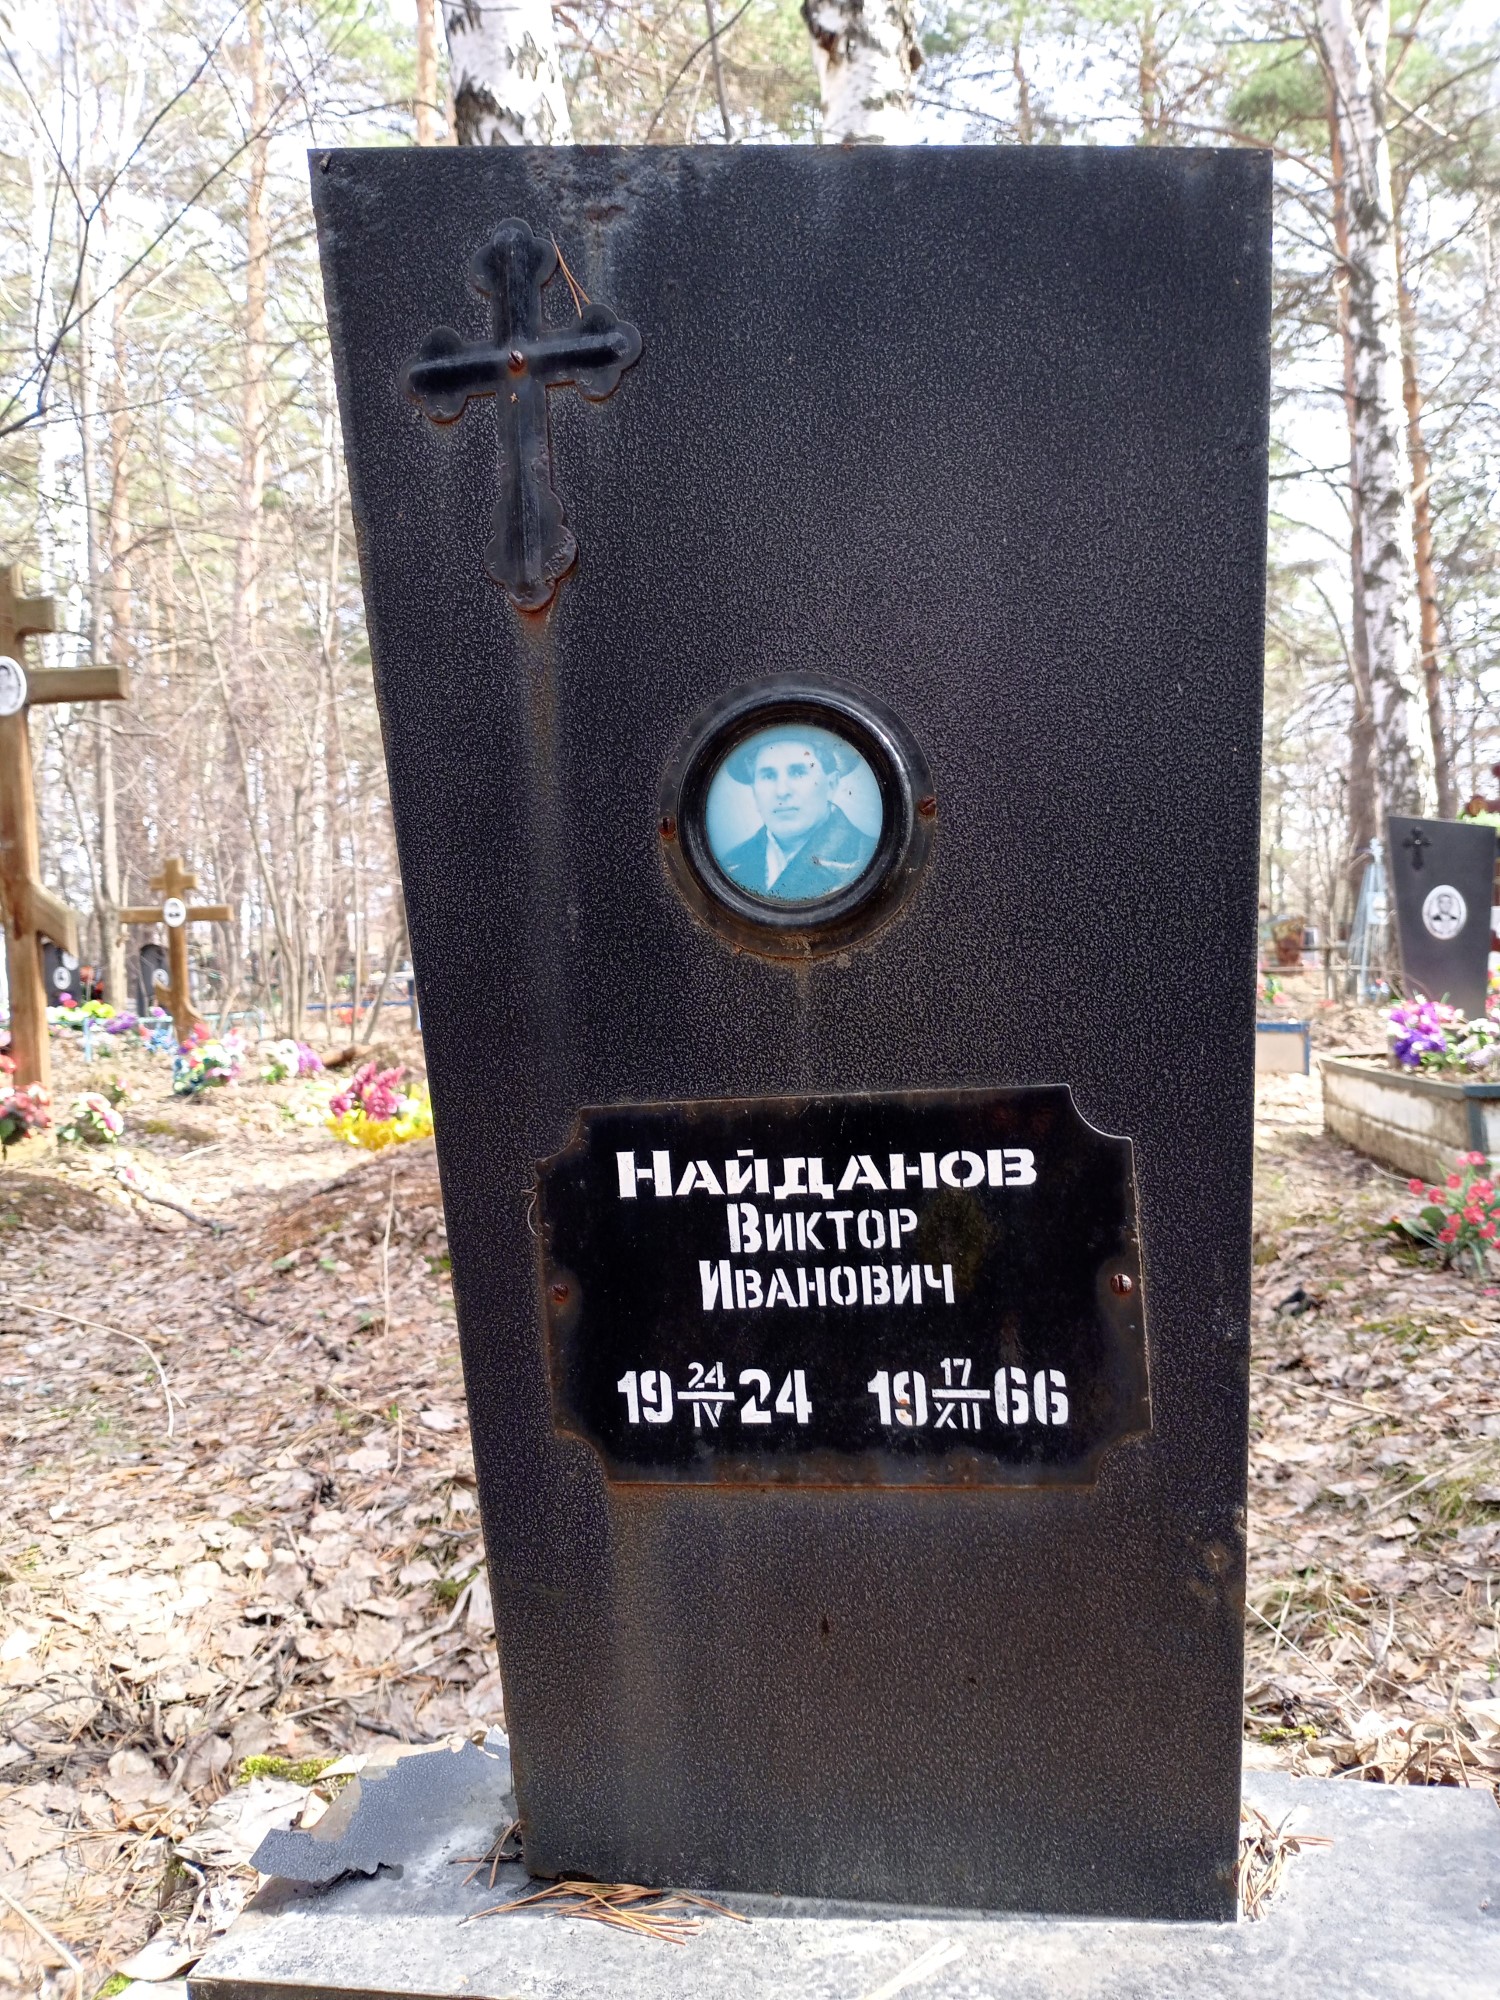 Найданов
Виктор
Иванович
19 24/IV 24 19 17/XII 66